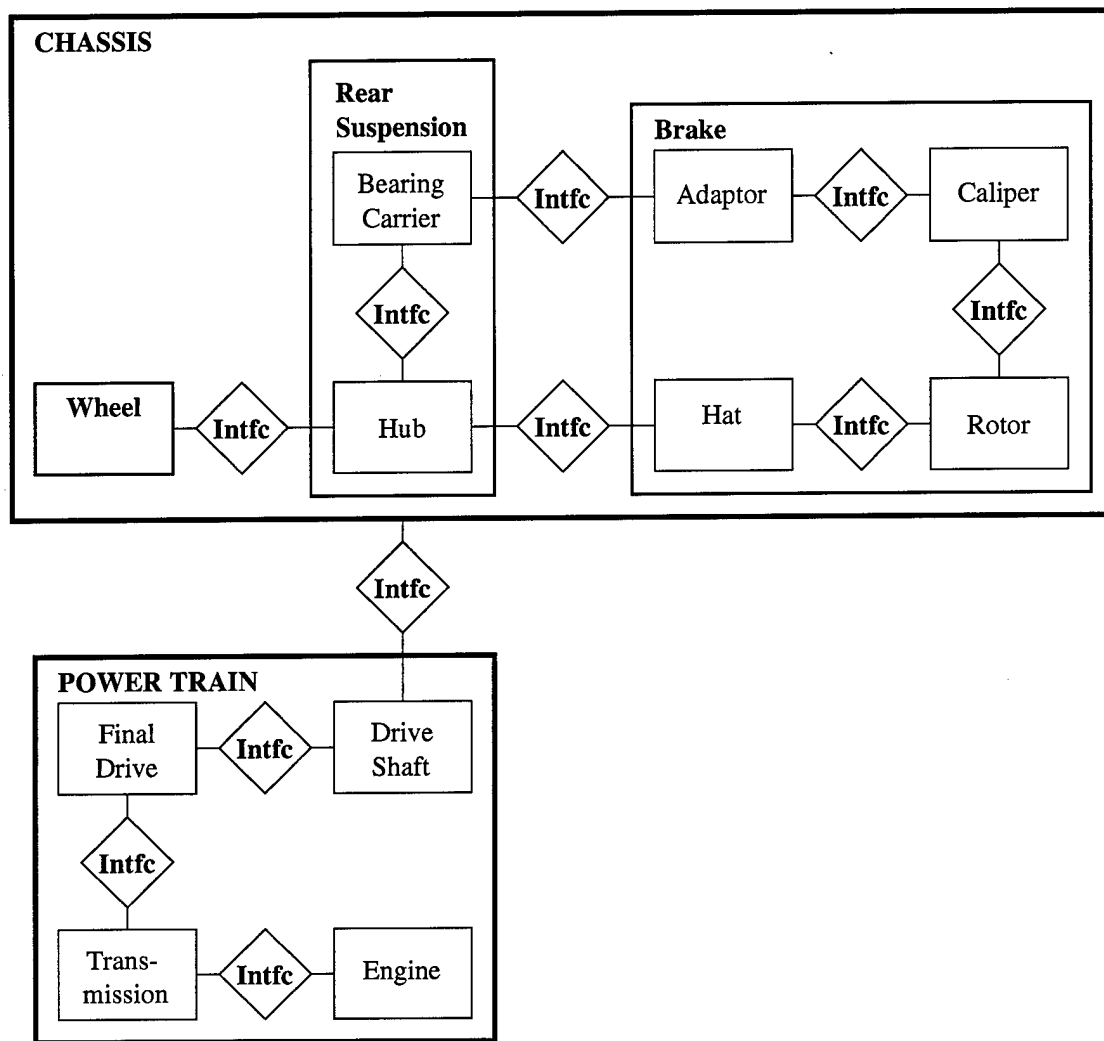 CHASSIS
Rear
Suspension
Brake
Bearing
Carrier
Intfc
Adaptor
Intfc
Caliper
Intfc
Intfc
Wheel
Intfc
Hub
Intfc
Hat
Intfc
Rotor
Intfc
POWER TRAIN
Final
Drive
Intfc
Drive
Shaft
Intfc
Trans-
mission
Intfc
Engine